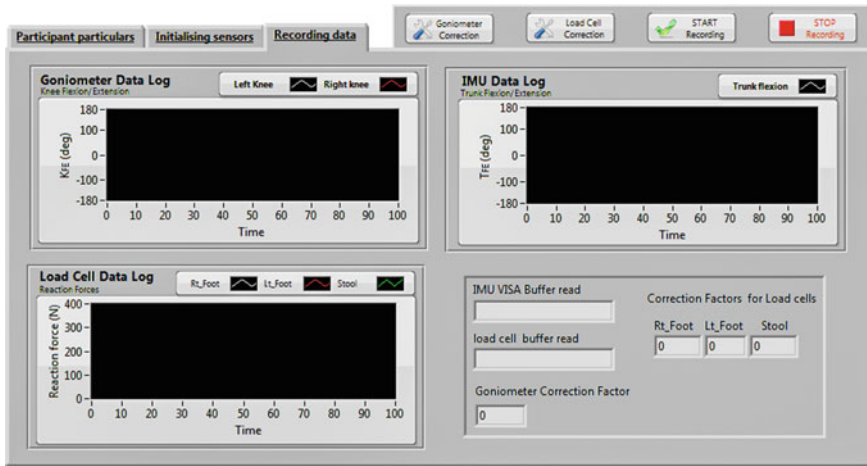 Participant particulars
Initialising sensors
Recording data
Goniometer
Correction
Load Cell
Correction
START
Recording
STOP
Recording
Goniometer Data Log
Knee Flexion/Extension
Left Knee
Right knee
KFE (deg)
180
100
0
-100
-180
0 10 20 30 40 50 60 70 80 90 100
Time
IMU Data Log
Trunk Flexion/Extension
Trunk flexion
TFE (deg)
180
100
0
-100
-180
0 10 20 30 40 50 60 70 80 90 100
Time
Load Cell Data Log
Reaction Forces
Rt_Foot
Lt_Foot
Stool
Reaction force (N)
400
300
200
100
0
0 10 20 30 40 50 60 70 80 90 100
Time
IMU VISA Buffer read
load cell buffer read
Goniometer Correction Factor
0
Correction Factors for Load cells
Rt_Foot Lt_Foot Stool
0 0 0